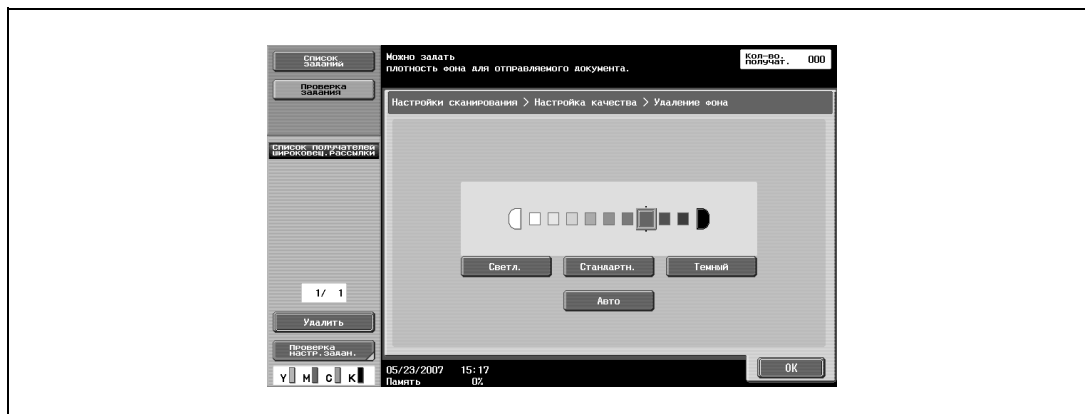 Список
заданий
Можно задать
плотность фона для отправляемого документа.
Кол-во.
получат. 000
Проверка
задания
Настройки сканирования > Настройка качества > Удаление фона
Список получателей
широковещ.рассылки
Светл.
Стандартн.
Темный
Авто
1/ 1
Удалить
Проверка
настр.задан.
Y M C K
05/23/2007 15:17
Память 0%
OK